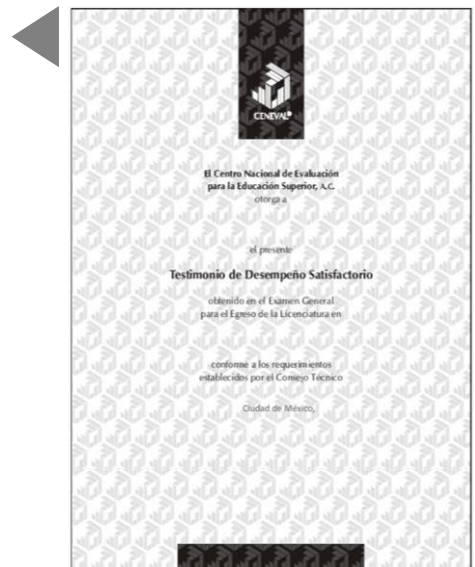 CENEVAL®
El Centro Nacional de Evaluación
para la Educación Superior, A.C.
otorga a
el presente
Testimonio de Desempeño Satisfactorio
obtenido en el Examen General
para el Egreso de la Licenciatura en
conforme a los requerimientos
establecidos por el Consejo Técnico
Ciudad de México,